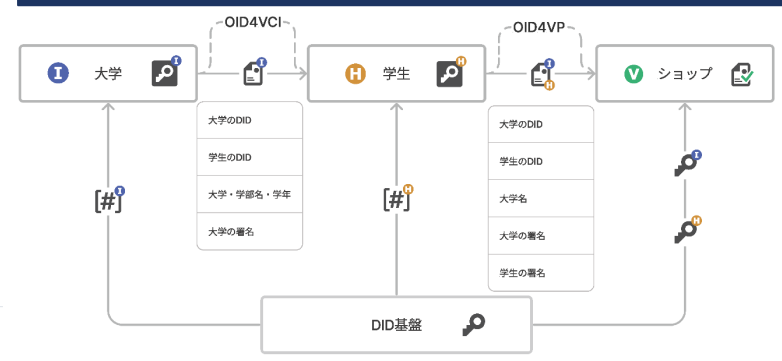 OID4VCI
OID4VP
I 大学 I
I
H 学生 H
I
H
V ショップ
大学のDID
学生のDID
大学・学部名・学年
大学の署名
大学のDID
学生のDID
大学名
大学の署名
学生の署名
[#] I
[#] H
I
H
DID基盤